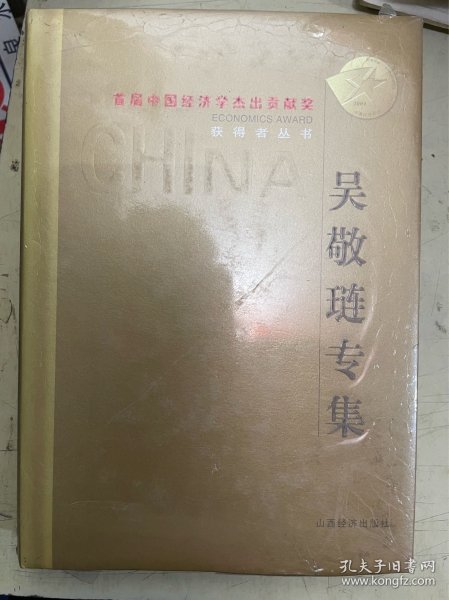 首届中国经济学杰出贡献奖
ECONOMICS AWARD
获得者丛书
CHINA
吴敬琏专集
山西经济出版社
孔夫子旧书网
www.kongfz.com